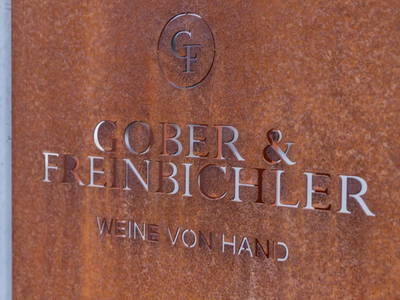 GF
GOBER &
FREINBICHLER
WEINE VON HAND